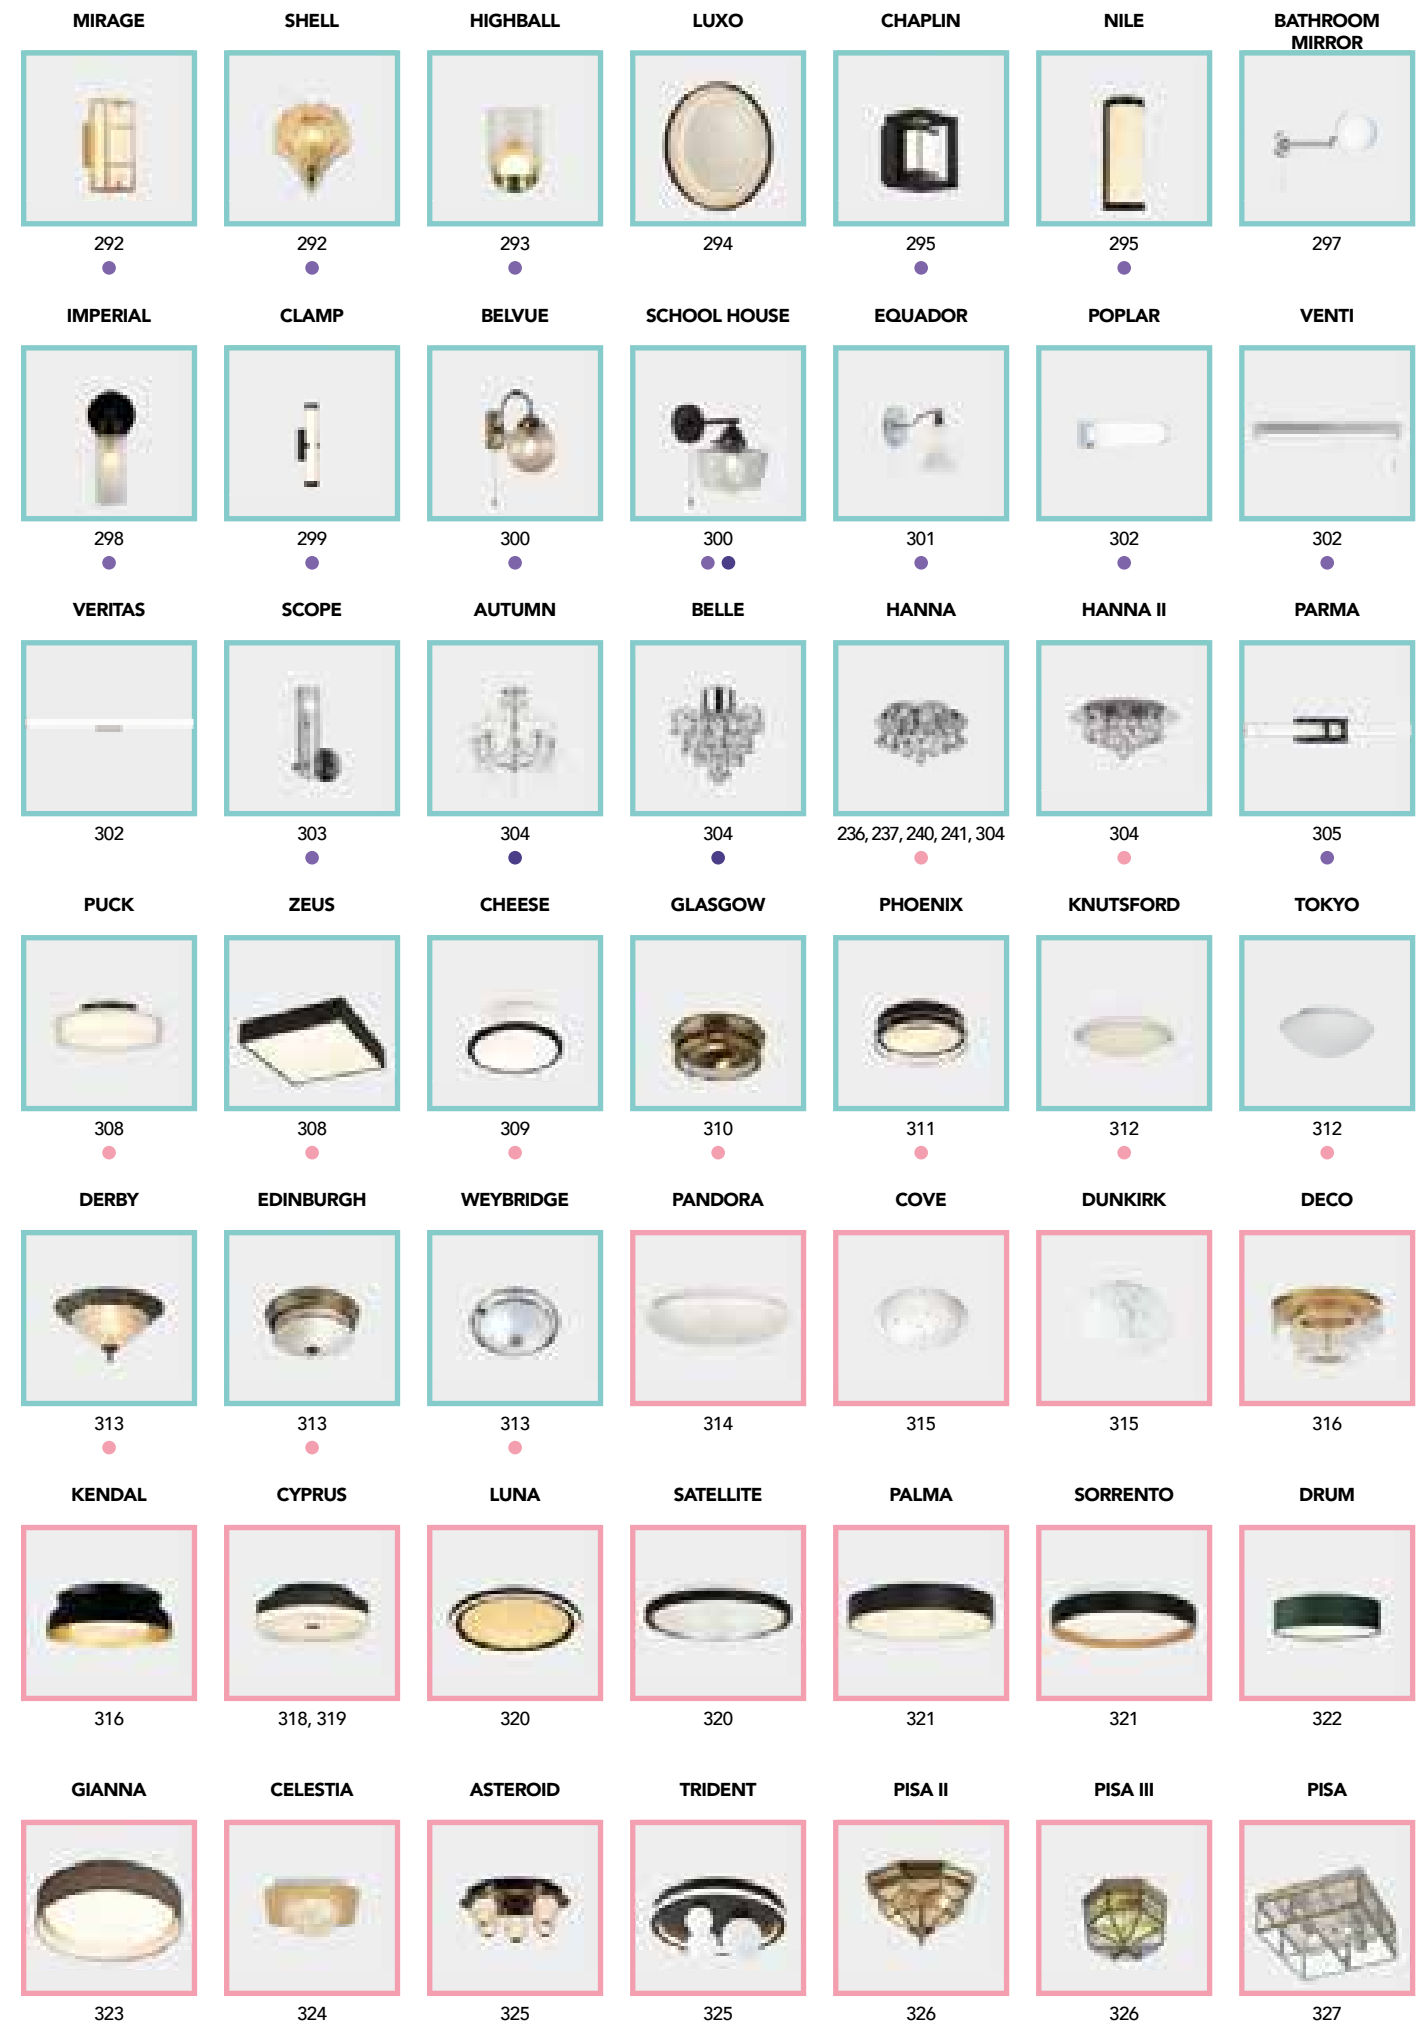 MIRAGE SHELL HIGHBALL LUXO CHAPLIN NILE BATHROOM
MIRROR
292 292 293 294 295 295 297
IMPERIAL CLAMP BELVUE SCHOOL HOUSE EQUADOR POPLAR VENTI
298 299 300 300 301 302 302
VERITAS SCOPE AUTUMN BELLE HANNA HANNA II PARMA
302 303 304 304 236, 237, 240, 241, 304 304 305
PUCK ZEUS CHEESE GLASGOW PHOENIX KNUTSFORD TOKYO
308 308 309 310 311 312 312
DERBY EDINBURGH WEYBRIDGE PANDORA COVE DUNKIRK DECO
313 313 313 314 315 315 316
KENDAL CYPRUS LUNA SATELLITE PALMA SORRENTO DRUM
316 318, 319 320 320 321 321 322
GIANNA CELESTIA ASTEROID TRIDENT PISA II PISA III PISA
323 324 325 325 326 326 327